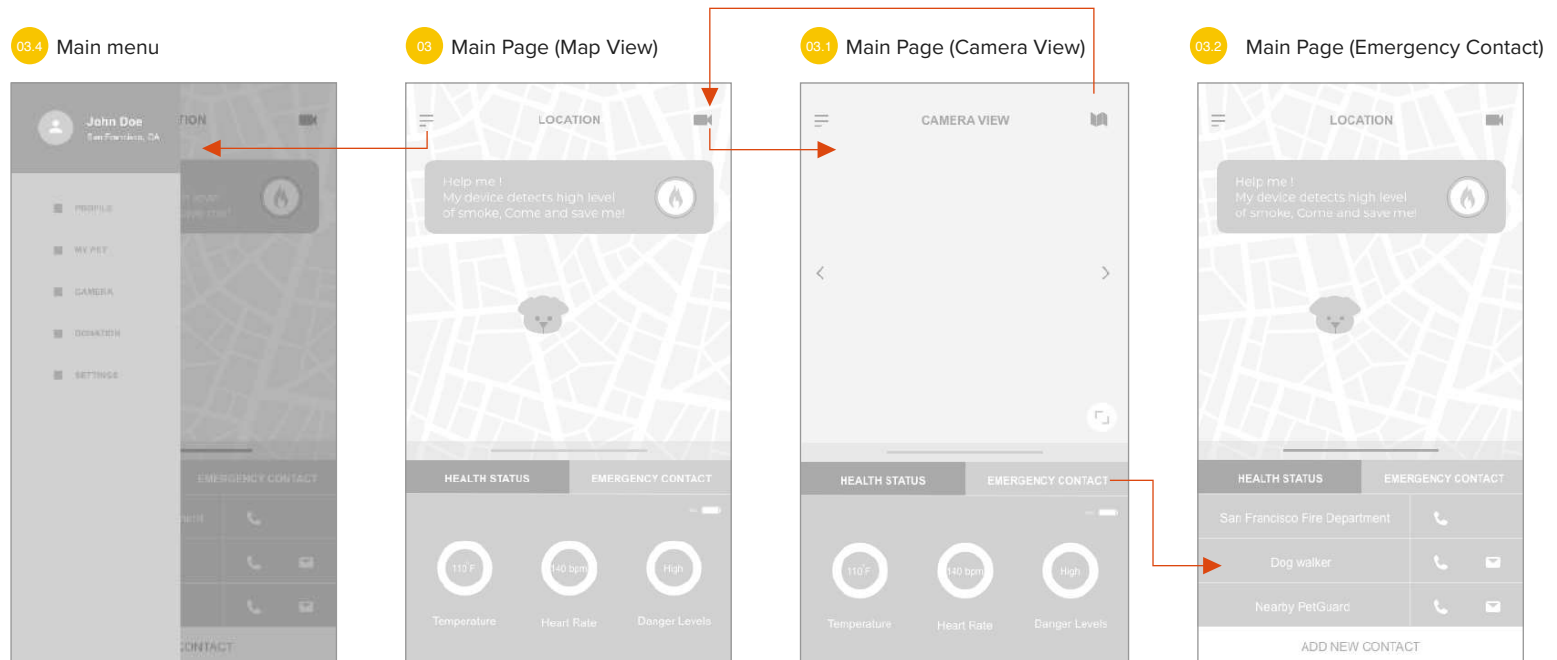 03.4 Main menu
John Doe
San Francisco, CA
TION
PROFILE
MY PET
CAMERA
DONATION
SETTINGS
save me!
EMERGENCY CONTACT
ment
CONTACT
03 Main Page (Map View)
LOCATION
Help me !
My device detects high level
of smoke, Come and save me!
HEALTH STATUS EMERGENCY CONTACT
110°F 140 bpm High
Temperature Heart Rate Danger Levels
03.1 Main Page (Camera View)
CAMERA VIEW
HEALTH STATUS EMERGENCY CONTACT
110°F 140 bpm High
Temperature Heart Rate Danger Levels
03.2 Main Page (Emergency Contact)
LOCATION
Help me !
My device detects high level
of smoke, Come and save me!
HEALTH STATUS EMERGENCY CONTACT
San Francisco Fire Department
Dog walker
Nearby PetGuard
ADD NEW CONTACT